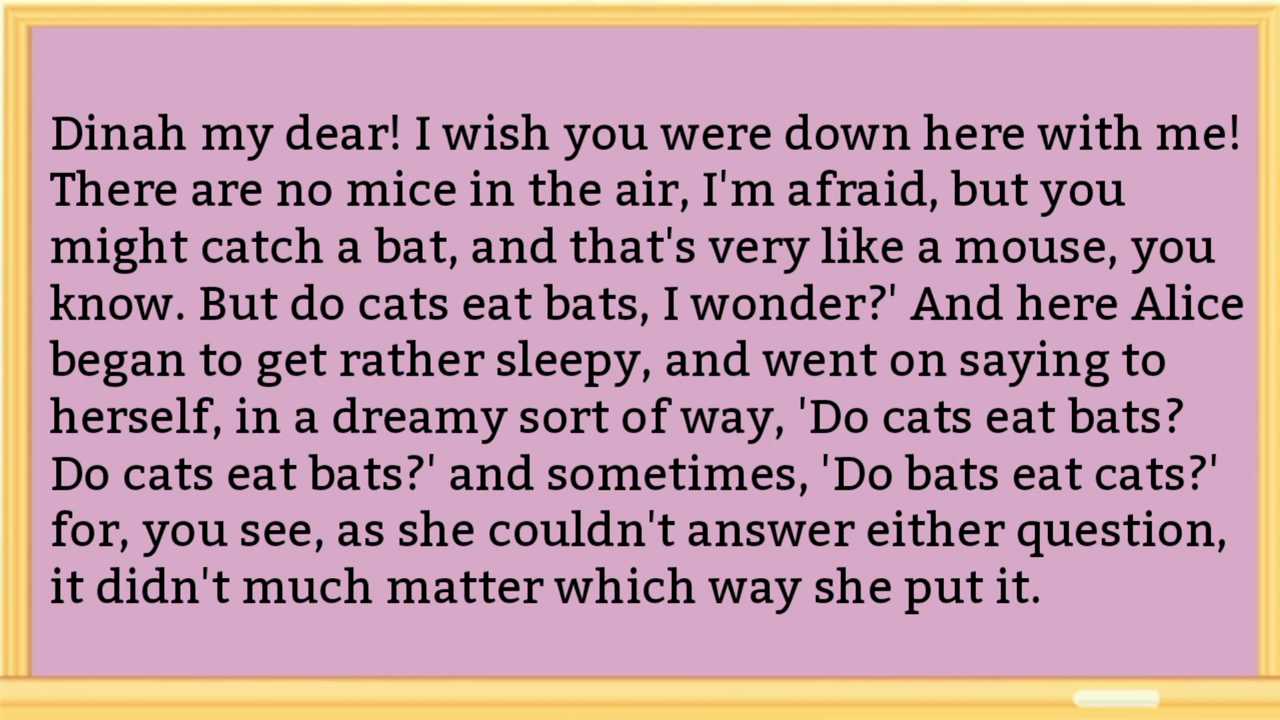 Dinah my dear! I wish you were down here with me!
There are no mice in the air, I'm afraid, but you
might catch a bat, and that's very like a mouse, you
know. But do cats eat bats, I wonder?' And here Alice
began to get rather sleepy, and went on saying to
herself, in a dreamy sort of way, 'Do cats eat bats?
Do cats eat bats?' and sometimes, 'Do bats eat cats?'
for, you see, as she couldn't answer either question,
it didn't much matter which way she put it.